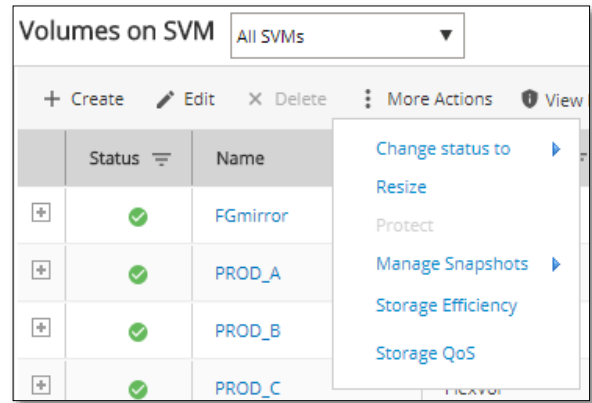 Volumes on SVM All SVMs
+ Create Edit × Delete More Actions View
Status Name
Change status to
Resize
Protect
Manage Snapshots
Storage Efficiency
Storage QoS
FGmirror
PROD_A
PROD_B
PROD_C